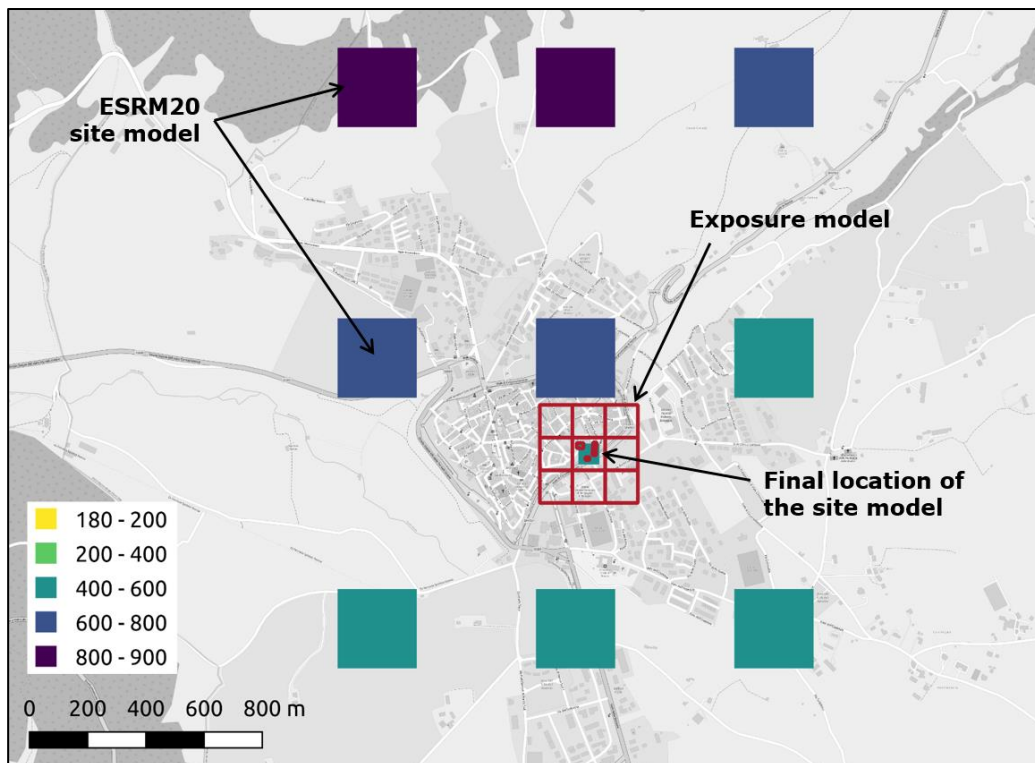 ESRM20
site model
Exposure model
Final location of
the site model
180 - 200
200 - 400
400 - 600
600 - 800
800 - 900
0 200 400 600 800 m